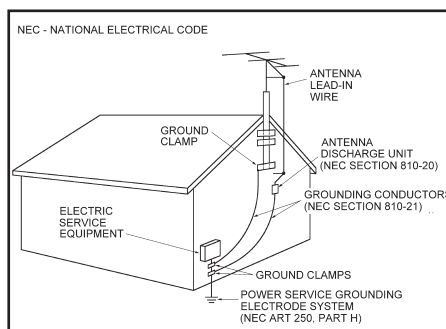 NEC - NATIONAL ELECTRICAL CODE
ANTENNA
LEAD-IN
WIRE
GROUND
CLAMP
ANTENNA
DISCHARGE UNIT
(NEC SECTION 810-20)
GROUNDING CONDUCTORS
(NEC SECTION 810-21)
ELECTRIC
SERVICE
EQUIPMENT
GROUND CLAMPS
POWER SERVICE GROUNDING
ELECTRODE SYSTEM
(NEC ART 250, PART H)